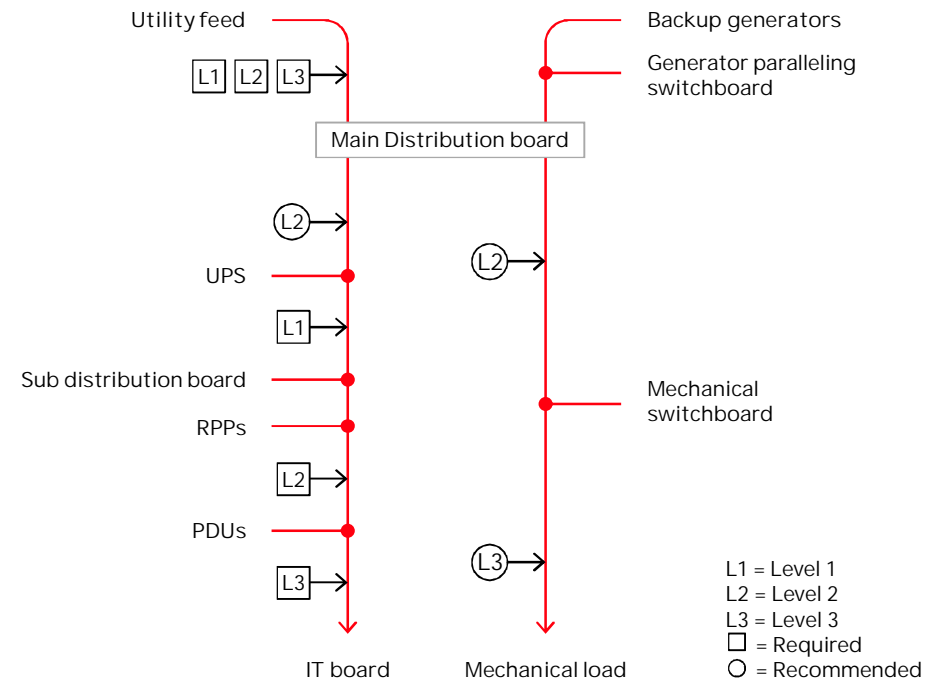 Utility feed
Backup generators
L1 L2 L3
Generator paralleling
switchboard
Main Distribution board
L2
L2
UPS
L1
Sub distribution board
Mechanical
switchboard
RPPs
L2
PDUs
L3
L3
L1 = Level 1
L2 = Level 2
L3 = Level 3
= Required
= Recommended
IT board
Mechanical load